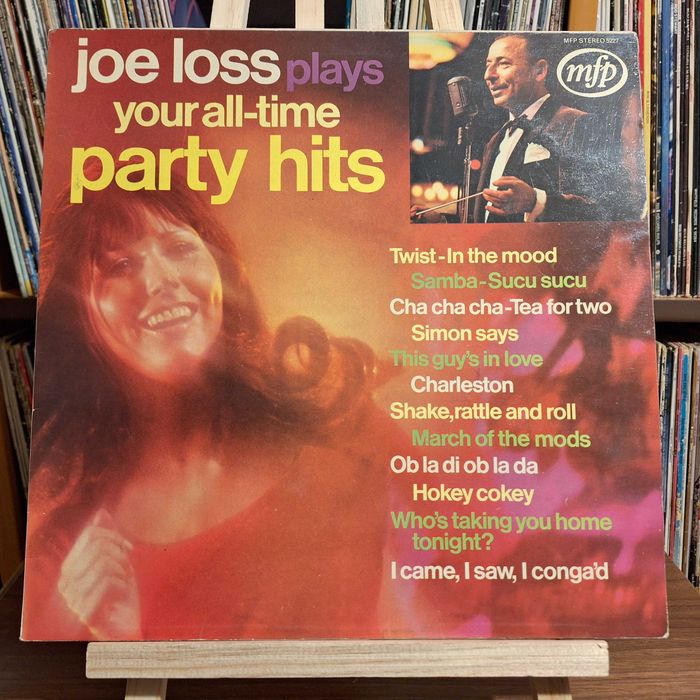 joe loss plays
your all-time
party hits
MFP STEREO 5227
mfp
Twist-In the mood
Samba-Sucu sucu
Cha cha cha-Tea for two
Simon says
This guy's in love
Charleston
Shake, rattle and roll
March of the mods
Ob la di ob la da
Hokey cokey
Who's taking you home
tonight?
I came, I saw, I conga'd